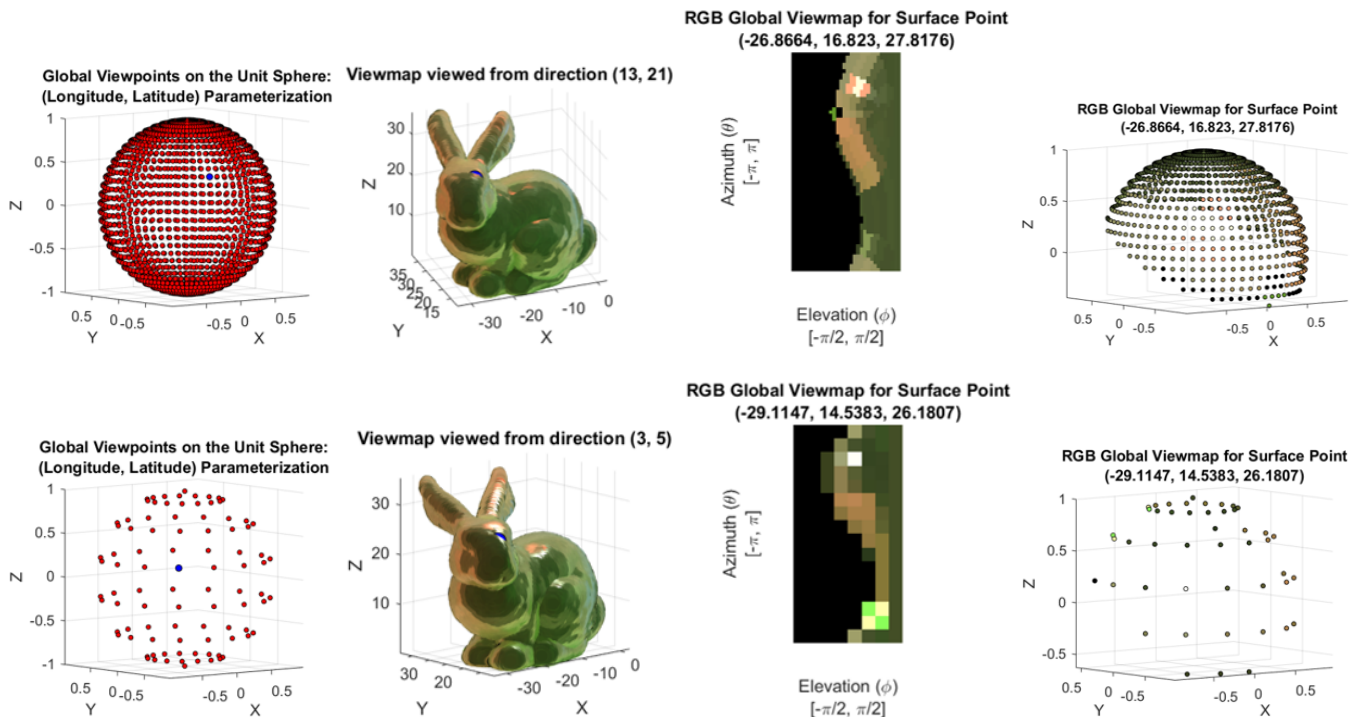 Global Viewpoints on the Unit Sphere:
(Longitude, Latitude) Parameterization
Z
1
0.5
0
-0.5
-1
0.5
0
-0.5
Y
0
0.5
X
Viewmap viewed from direction (13, 21)
Z
30
20
10
35
30
25
20
15
Y
-30
-20
-10
0
X
RGB Global Viewmap for Surface Point
(-26.8664, 16.823, 27.8176)
Azimuth (θ)
[-π, π]
Elevation (ϕ)
[-π/2, π/2]
RGB Global Viewmap for Surface Point
(-26.8664, 16.823, 27.8176)
Z
1
0.5
0
0.5
0
-0.5
Y
0
0.5
X
Global Viewpoints on the Unit Sphere:
(Longitude, Latitude) Parameterization
Z
1
0.5
0
-0.5
-1
0.5
0
-0.5
Y
0
0.5
X
Viewmap viewed from direction (3, 5)
Z
30
20
10
30
20
Y
-30
-20
-10
0
X
RGB Global Viewmap for Surface Point
(-29.1147, 14.5383, 26.1807)
Azimuth (θ)
[-π, π]
Elevation (ϕ)
[-π/2, π/2]
RGB Global Viewmap for Surface Point
(-29.1147, 14.5383, 26.1807)
Z
1
0.5
0
-0.5
0.5
0
-0.5
Y
0
0.5
X